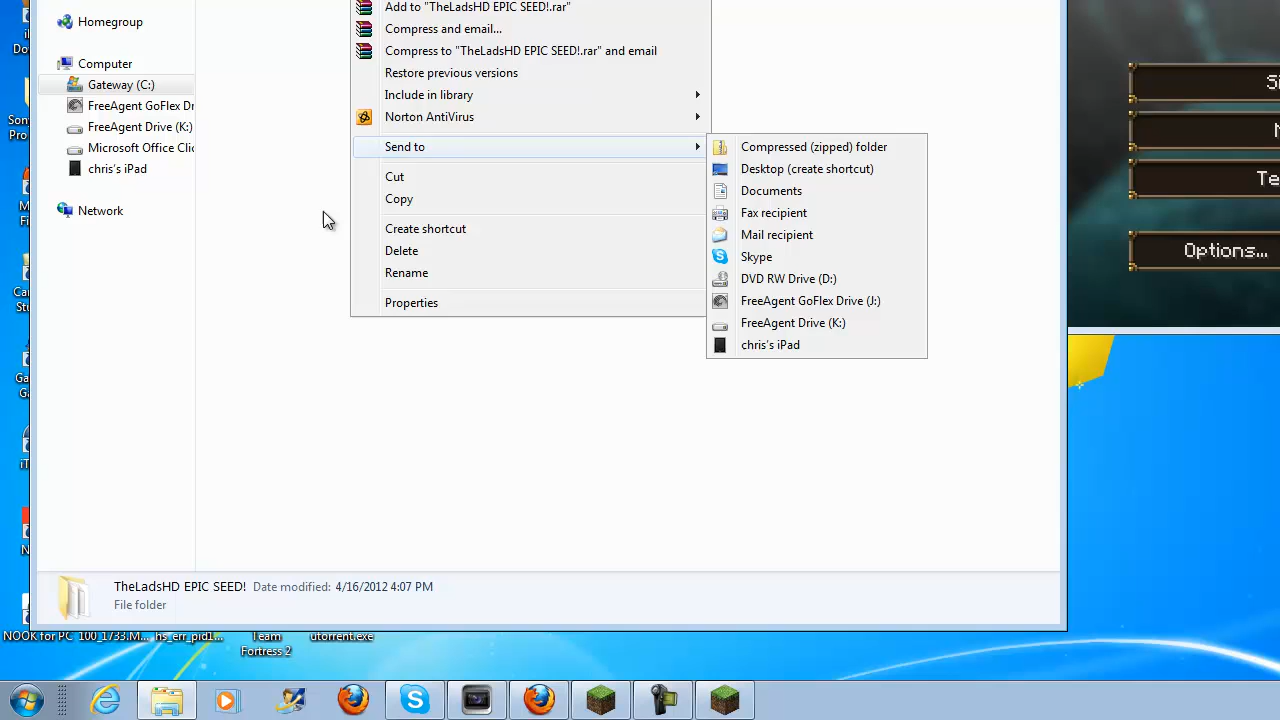 Homegroup
Computer
Gateway (C:)
FreeAgent GoFlex Dr
FreeAgent Drive (K:)
Microsoft Office Clic
chris's iPad
Network
Add to "TheLadsHD EPIC SEED!.rar"
Compress and email...
Compress to "TheLadsHD EPIC SEED!.rar" and email
Restore previous versions
Include in library
Norton AntiVirus
Send to
Cut
Copy
Create shortcut
Delete
Rename
Properties
Compressed (zipped) folder
Desktop (create shortcut)
Documents
Fax recipient
Mail recipient
Skype
DVD RW Drive (D:)
FreeAgent GoFlex Drive (J:)
FreeAgent Drive (K:)
chris's iPad
Options...
TheLadsHD EPIC SEED! Date modified: 4/16/2012 4:07 PM
File folder
NOOK for PC 100_1733.M... hs_err_pid1... Team utorrent.exe
Fortress 2